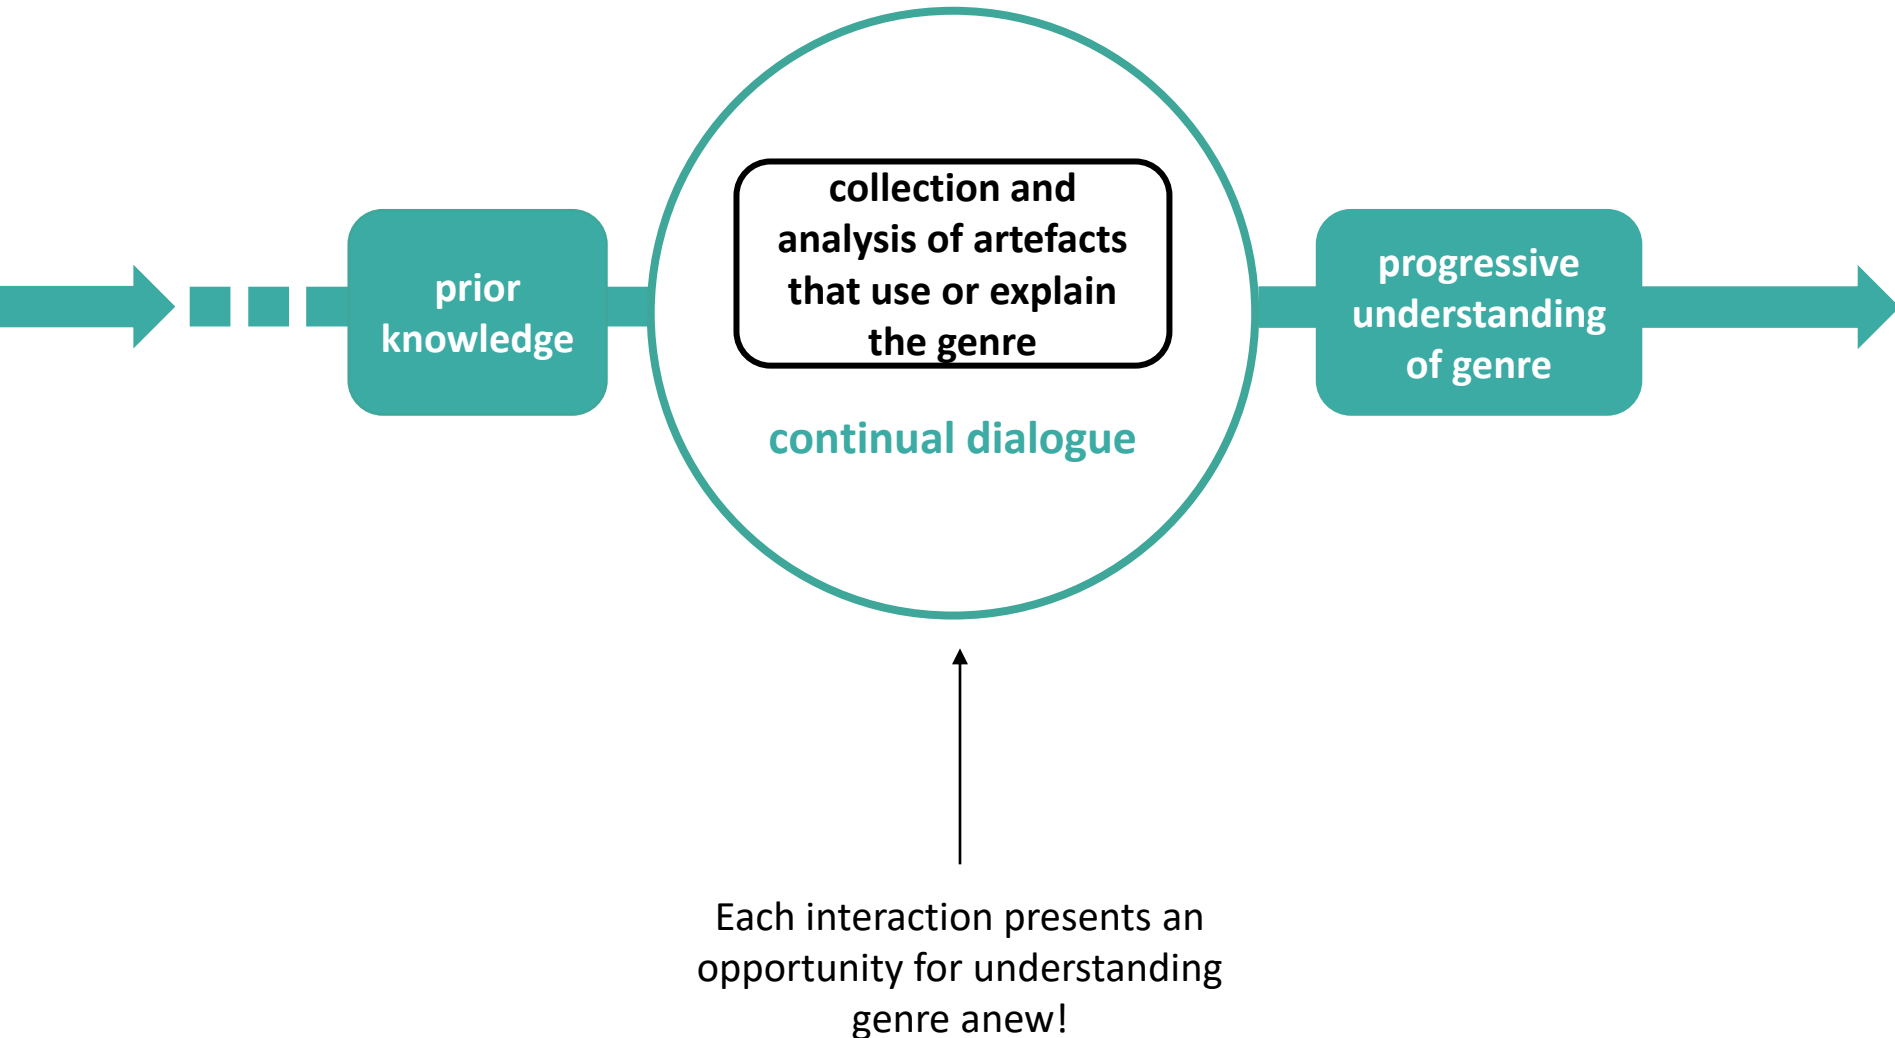 prior
knowledge
collection and
analysis of artefacts
that use or explain
the genre
continual dialogue
progressive
understanding
of genre
Each interaction presents an
opportunity for understanding
genre anew!